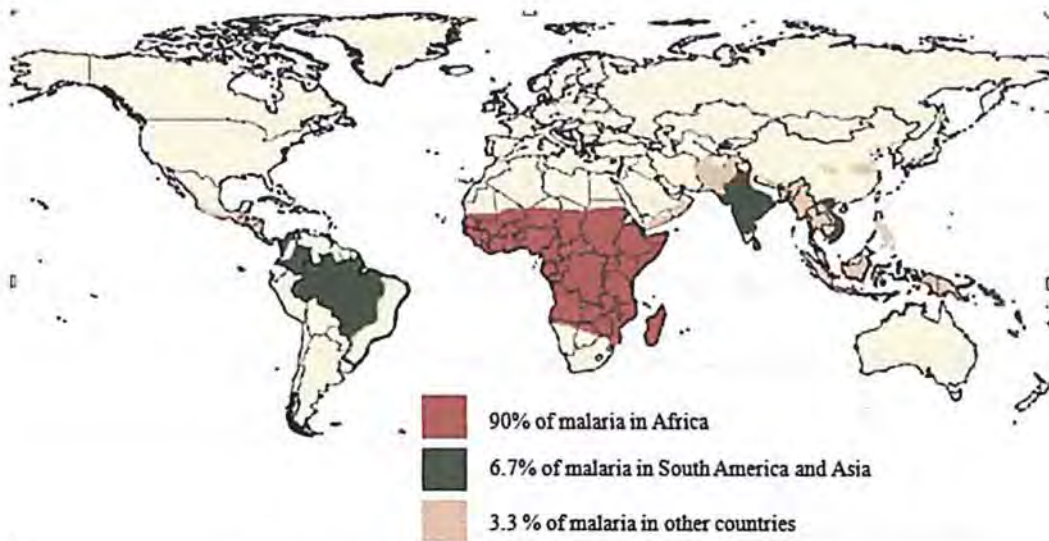 90% of malaria in Africa
6.7% of malaria in South America and Asia
3.3 % of malaria in other countries